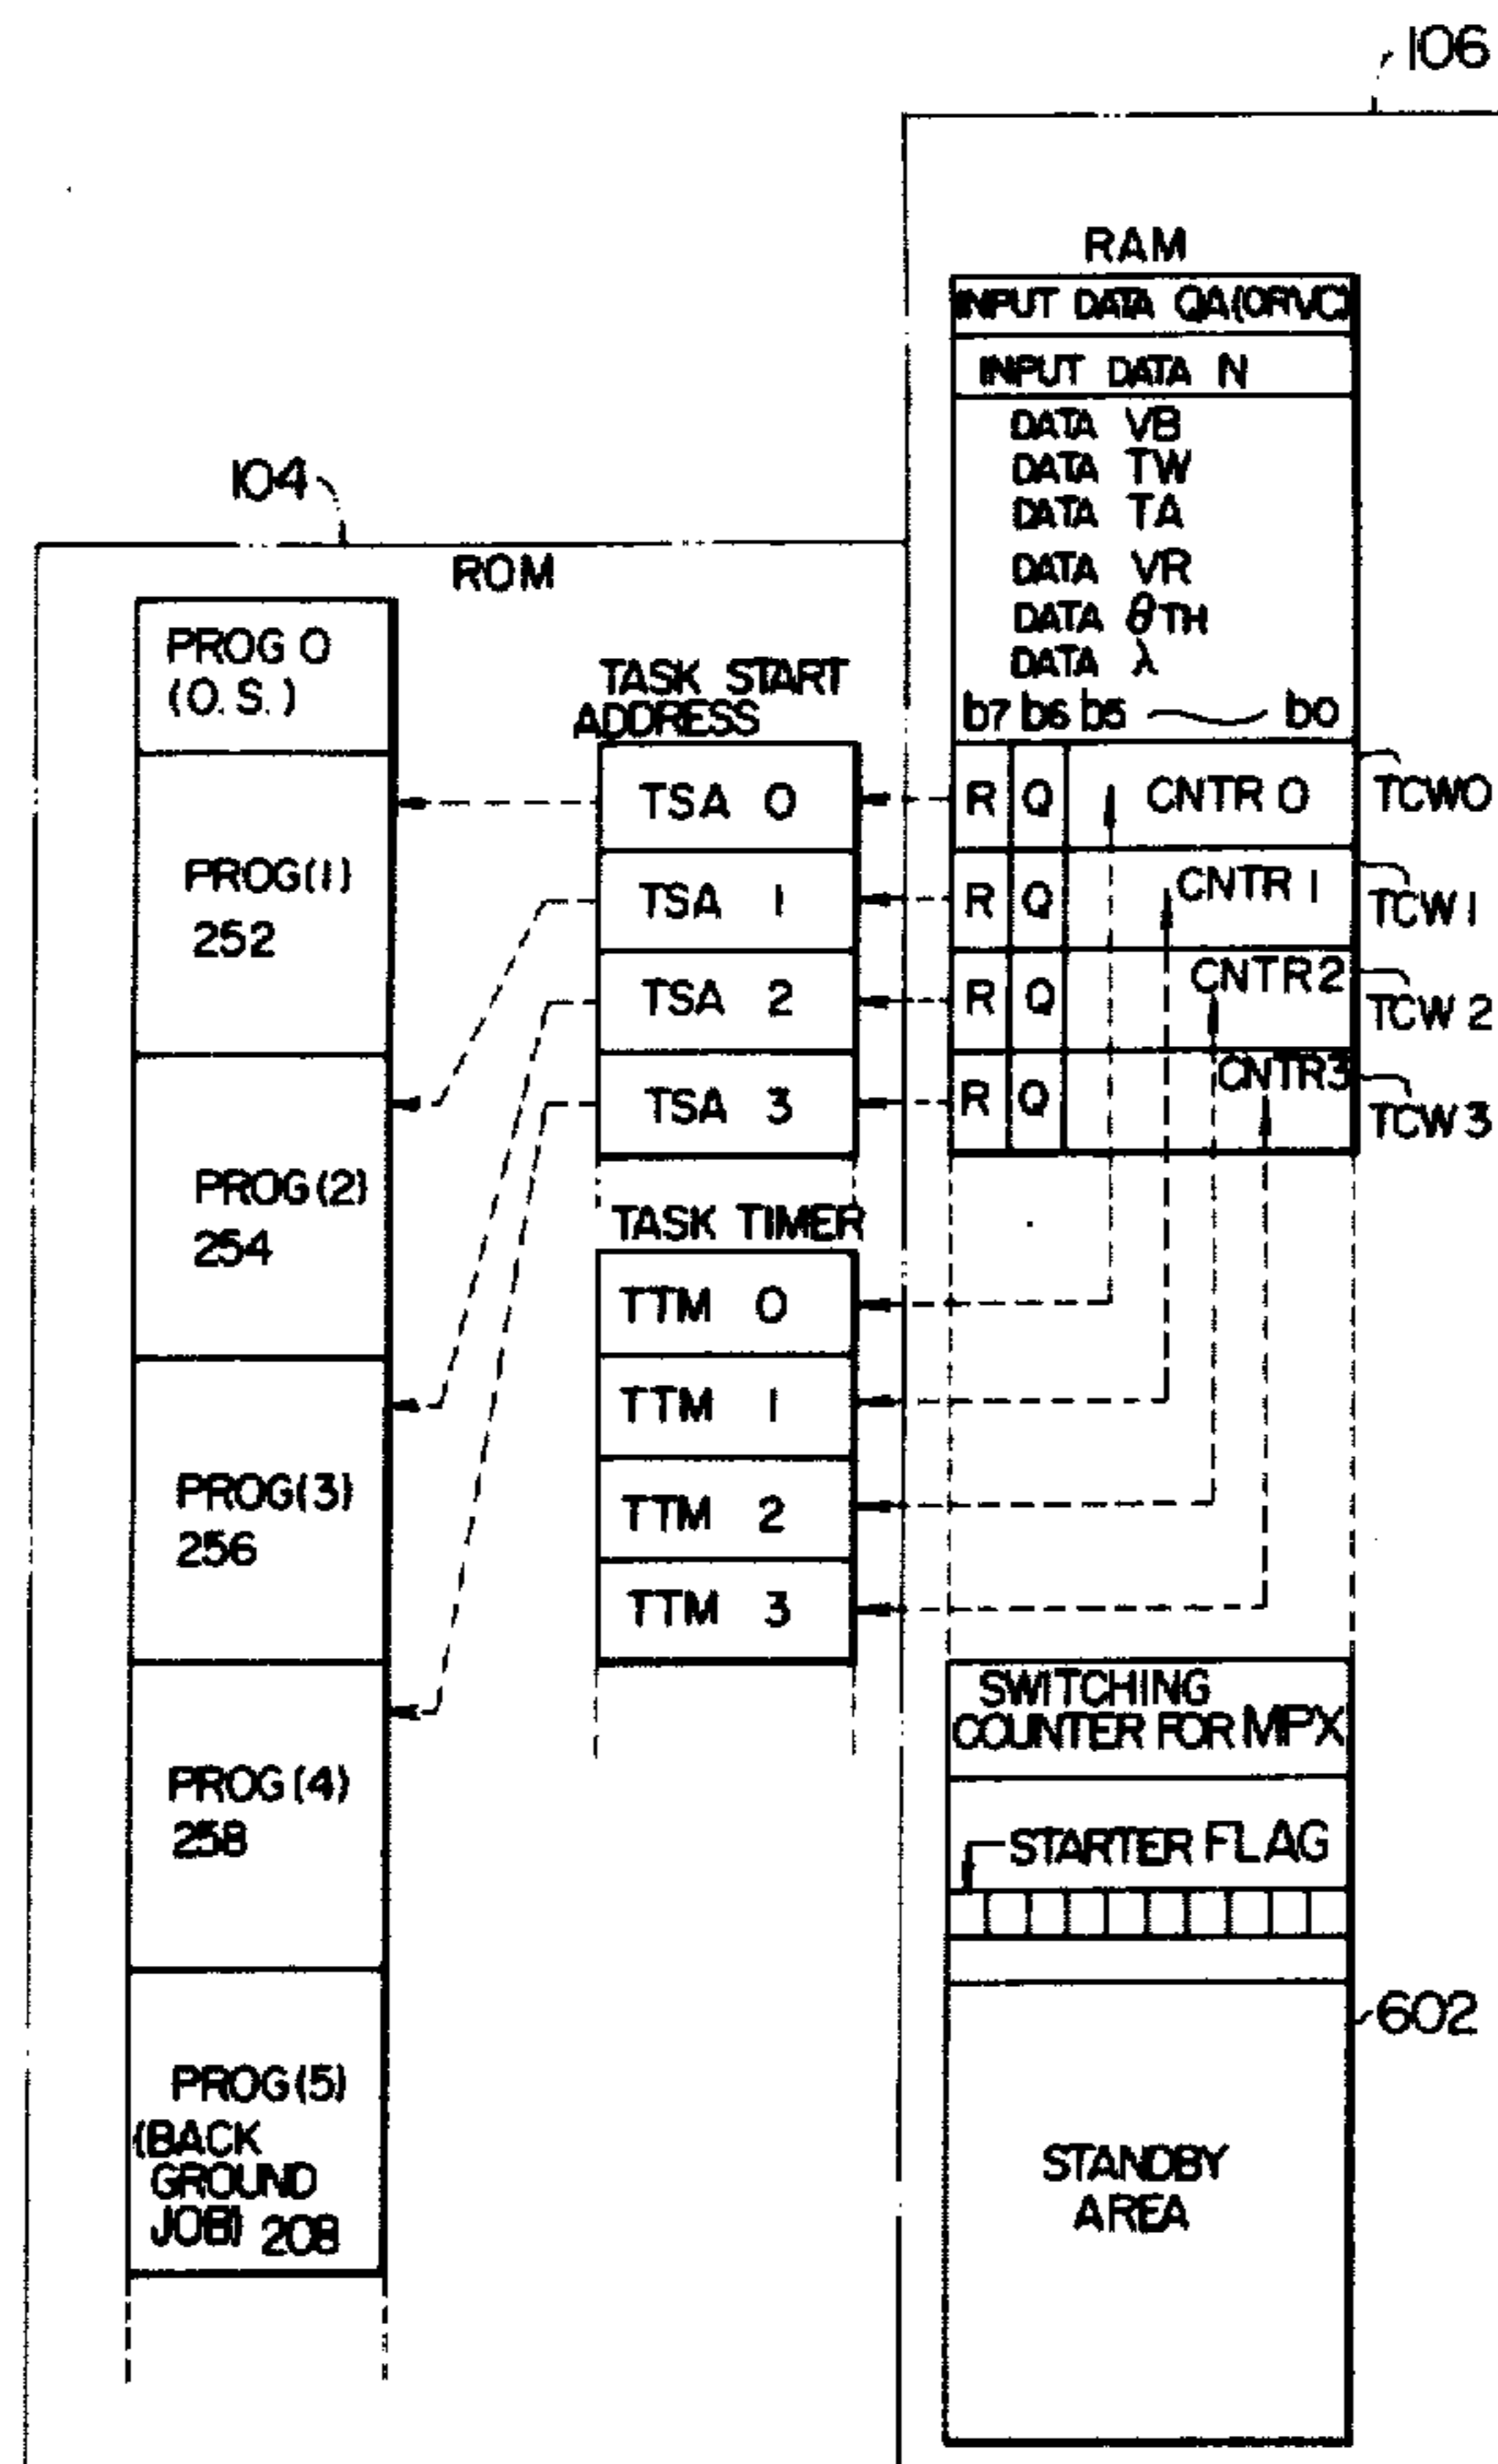 106
RAM
INPUT DATA QA(ORVQ)
INPUT DATA N
DATA VB
DATA TW
DATA TA
DATA VR
DATA θTH
DATA λ
b7 b6 b5 b0
R Q CNTR 0 TCW0
R Q CNTR 1 TCW 1
R Q CNTR2 TCW 2
R Q CNTR3 TCW 3
SWITCHING
COUNTER FOR MPX
STARTER FLAG
602
STANDBY
AREA
104
ROM
PROG 0
(O.S.)
PROG(1)
252
PROG(2)
254
PROG(3)
256
PROG(4)
258
PROG(5)
(BACK
GROUND
JOB) 208
TASK START
ADDRESS
TSA 0
TSA 1
TSA 2
TSA 3
TASK TIMER
TTM 0
TTM 1
TTM 2
TTM 3